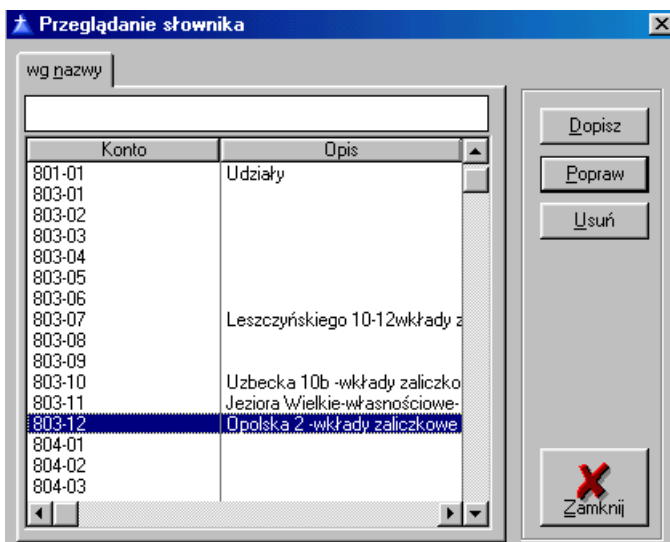 Przeglądanie słownika
wg nazwy
Konto Opis
801-01 Udziały
803-01
803-02
803-03
803-04
803-05
803-06
803-07 Leszczyńskiego 10-12wkłady z
803-08
803-09
803-10 Uzbecka 10b -wkłady zaliczko
803-11 Jeziora Wielkie-własnościowe-
803-12 Opolska 2 -wkłady zaliczkowe
804-01
804-02
804-03
Dopisz
Popraw
Usuń
Zamknij